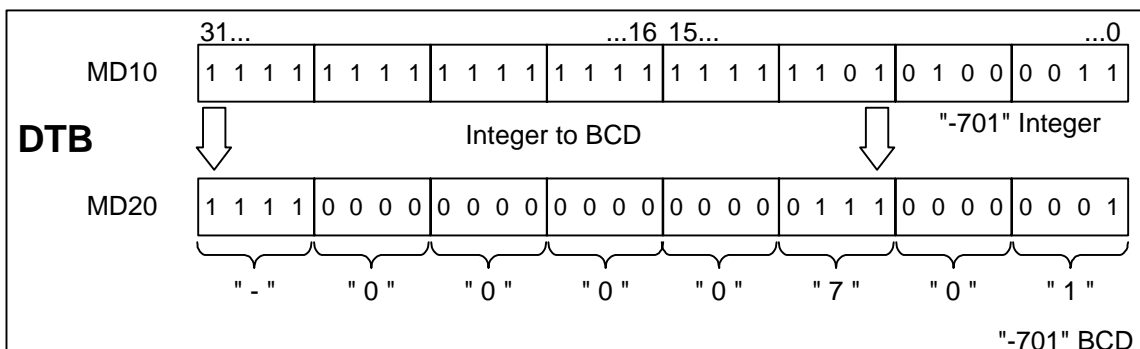 31... ...16 15... ...0
MD10 1 1 1 1 1 1 1 1 1 1 1 1 1 1 1 1 1 1 1 1 1 1 0 1 0 1 0 0 0 0 1 1
DTB Integer to BCD "-701" Integer
MD20 1 1 1 1 0 0 0 0 0 0 0 0 0 0 0 0 0 0 0 0 0 1 1 1 0 0 0 0 0 0 0 1
" - " " 0 " " 0 " " 0 " " 0 " " 7 " " 0 " " 1 "
"-701" BCD